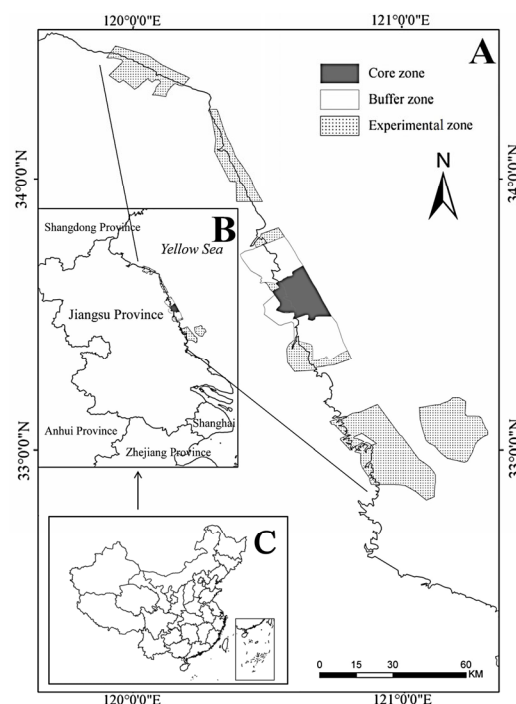 120°0'0"E
121°0'0"E
A
Core zone
Buffer zone
Experimental zone
N
34°0'0"N
34°0'0"N
B
Shangdong Province
Yellow Sea
Jiangsu Province
Anhui Province
Shanghai
Zhejiang Province
33°0'0"N
33°0'0"N
C
0 15 30 60
KM
120°0'0"E
121°0'0"E